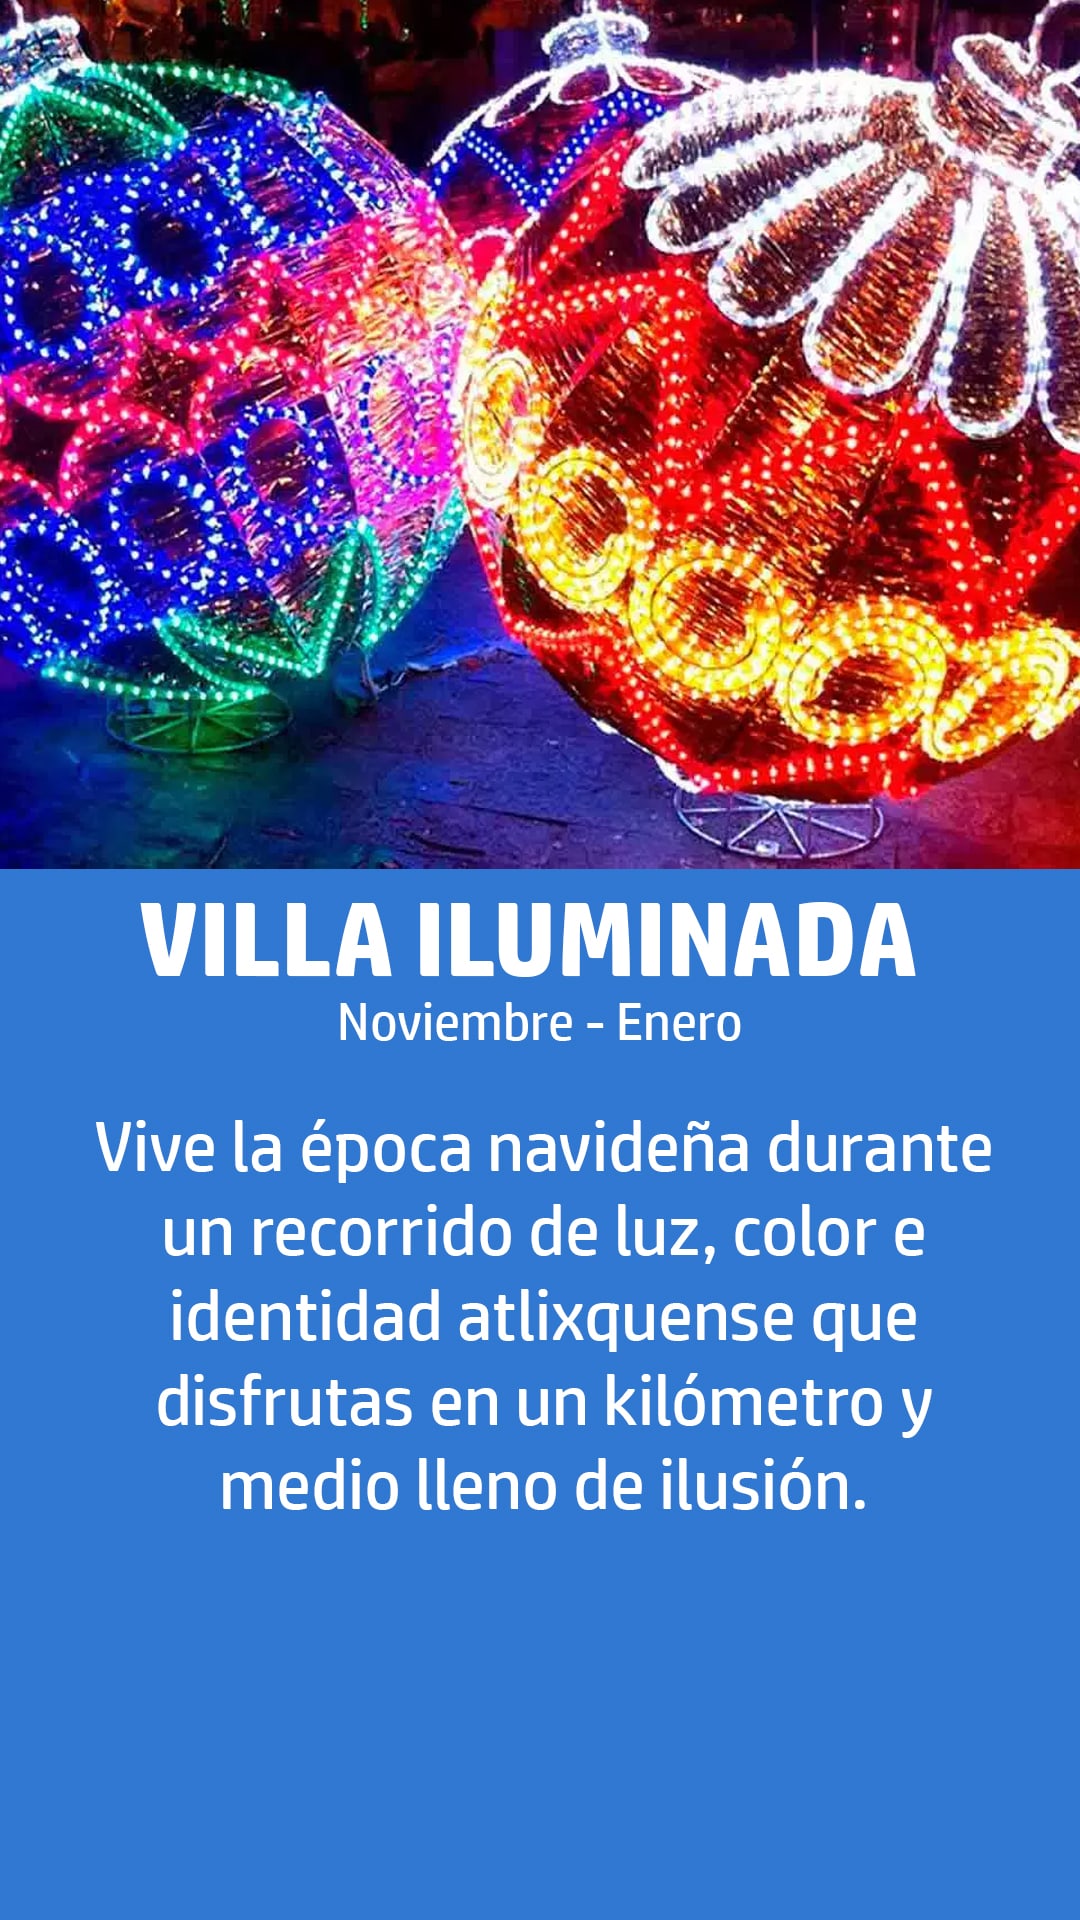 VILLA ILUMINADA
Noviembre - Enero
Vive la época navideña durante
un recorrido de luz, color e
identidad atlixquense que
disfrutas en un kilómetro y
medio lleno de ilusión.